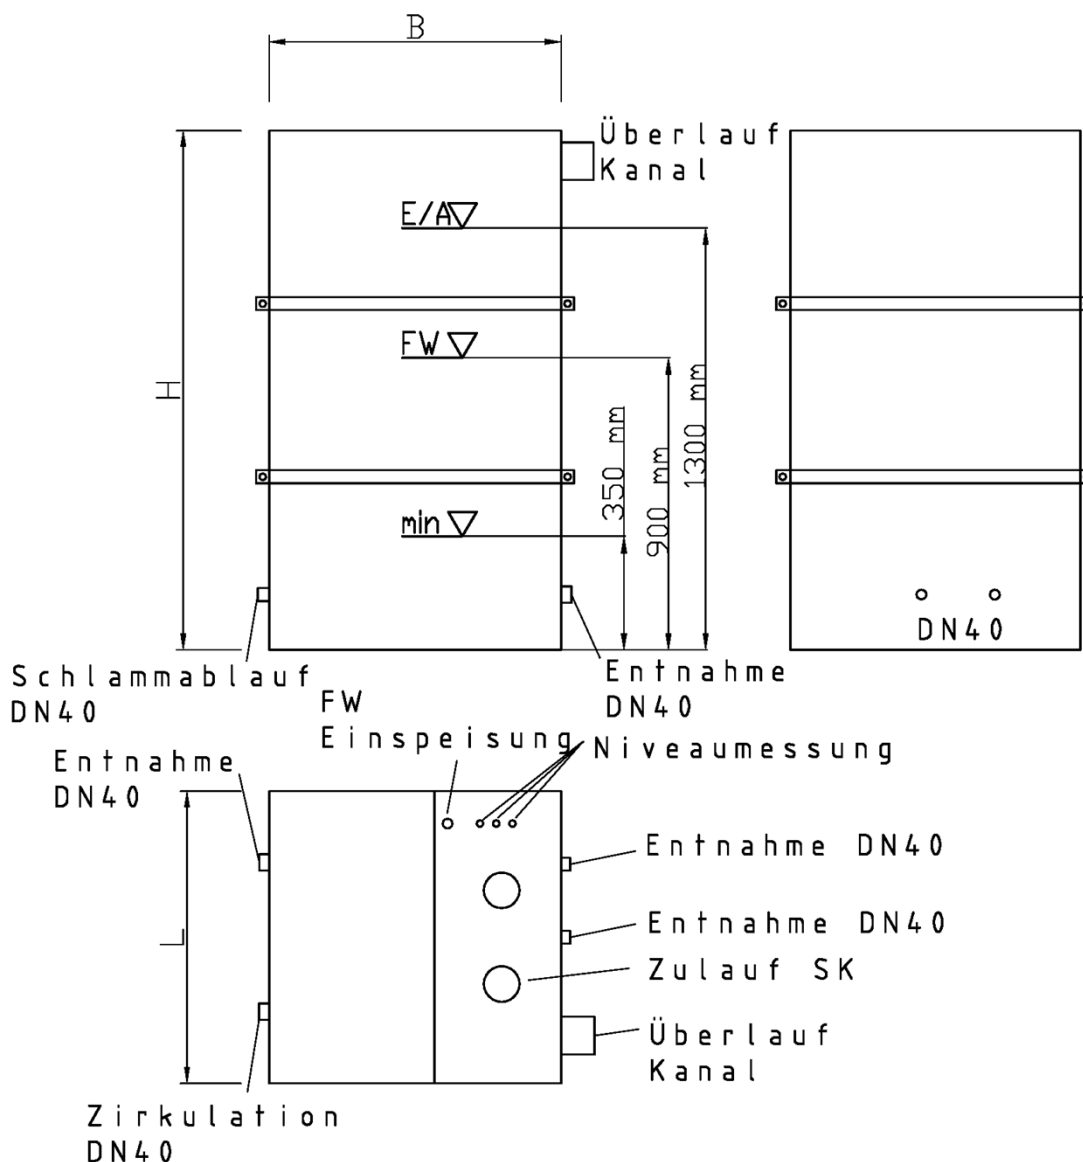 B
Überlauf
Kanal
E/A
FW
H
min
350 mm
900 mm
1300 mm
DN40
Schlammablauf
DN40
Entnahme
DN40
FW
Einspeisung
Niveaumessung
Entnahme
DN40
Entnahme DN40
L
Entnahme DN40
Zulauf SK
Überlauf
Kanal
Zirkulation
DN40